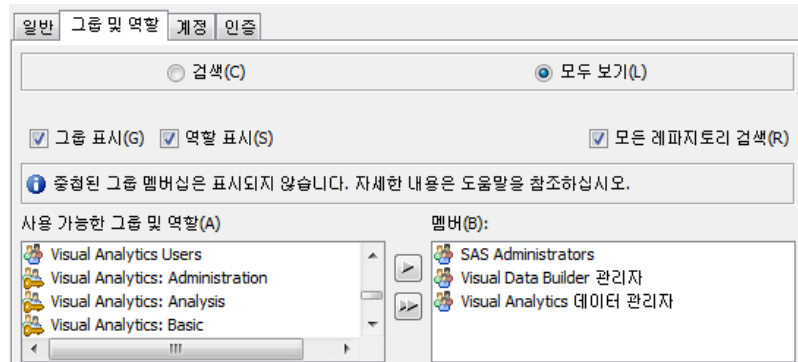 일반 그룹 및 역할 계정 인증
검색(C) 모두 보기(L)
그룹 표시(G) 역할 표시(S) 모든 레파지토리 검색(R)
중첩된 그룹 멤버십은 표시되지 않습니다. 자세한 내용은 도움말을 참조하십시오.
사용 가능한 그룹 및 역할(A) 멤버(B):
Visual Analytics Users SAS Administrators
Visual Analytics: Administration Visual Data Builder 관리자
Visual Analytics: Analysis Visual Analytics 데이터 관리자
Visual Analytics: Basic